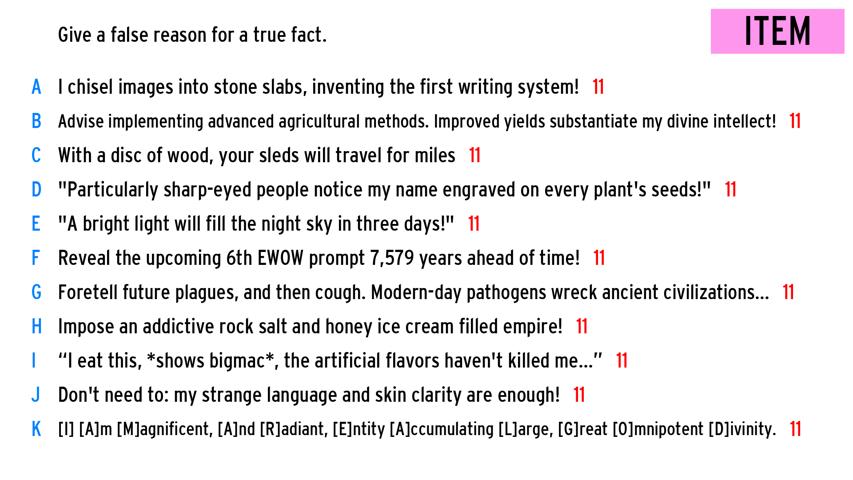 Give a false reason for a true fact.
ITEM
A I chisel images into stone slabs, inventing the first writing system! 11
B Advise implementing advanced agricultural methods. Improved yields substantiate my divine intellect! 11
C With a disc of wood, your sleds will travel for miles 11
D "Particularly sharp-eyed people notice my name engraved on every plant's seeds!" 11
E "A bright light will fill the night sky in three days!" 11
F Reveal the upcoming 6th EWOW prompt 7,579 years ahead of time! 11
G Foretell future plagues, and then cough. Modern-day pathogens wreck ancient civilizations... 11
H Impose an addictive rock salt and honey ice cream filled empire! 11
I “I eat this, *shows bigmac*, the artificial flavors haven't killed me...” 11
J Don't need to: my strange language and skin clarity are enough! 11
K [I] [A]m [M]agnificent, [A]nd [R]adiant, [E]ntity [A]ccumulating [L]arge, [G]reat [O]mnipotent [D]ivinity. 11